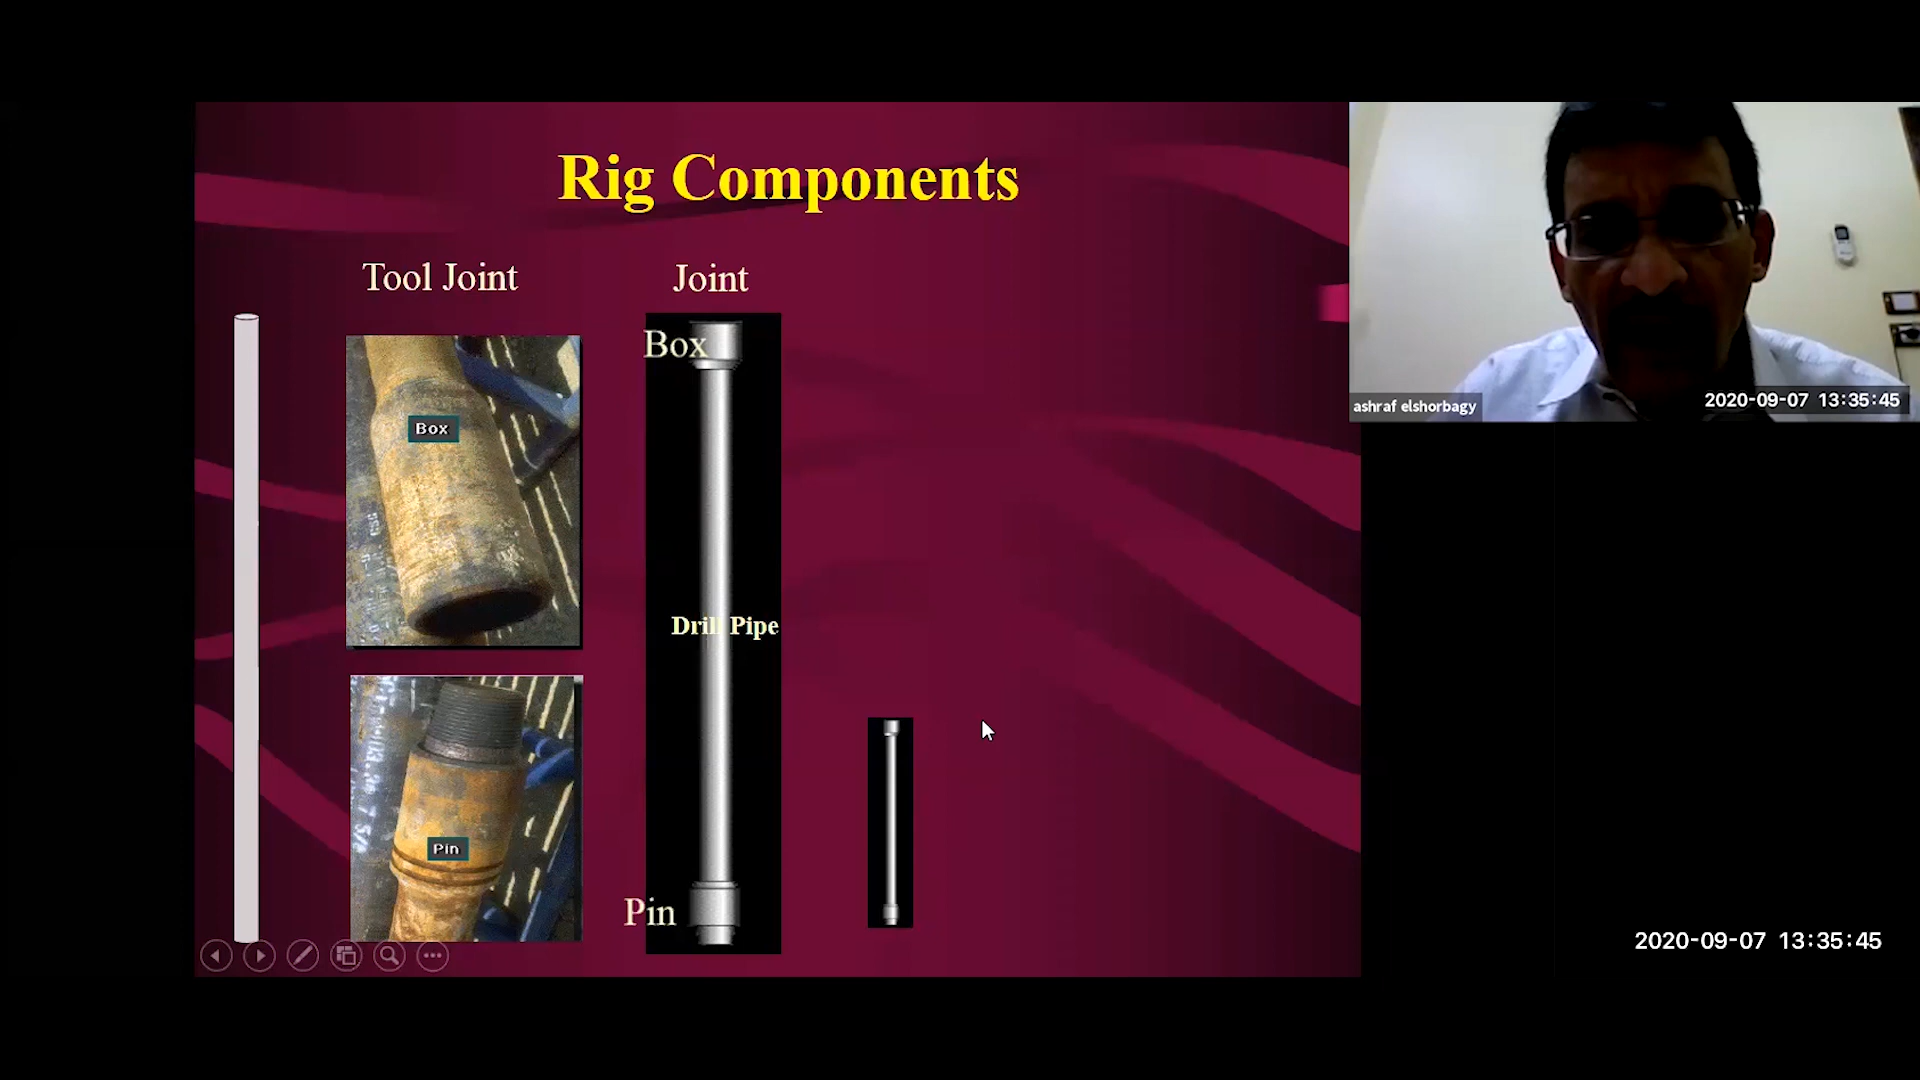 Rig Components
Tool Joint
Joint
Box
Box
Drill Pipe
Pin
Pin
ashraf elshorbagy
2020-09-07 13:35:45
2020-09-07 13:35:45